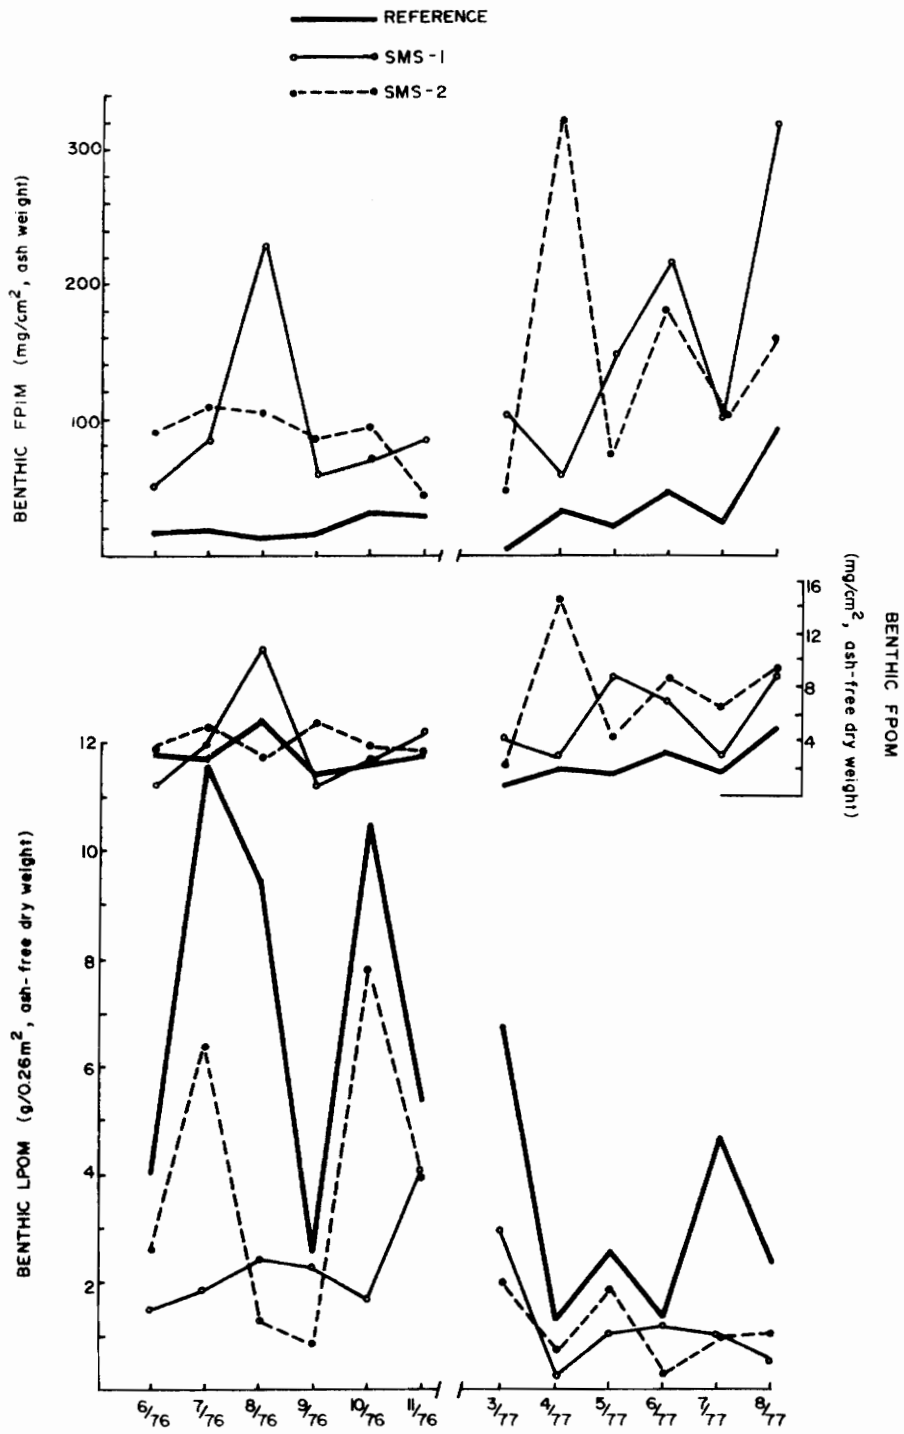 REFERENCE
SMS-1
SMS-2
BENTHIC FPIM (mg/cm², ash weight)
300
200
100
BENTHIC FPOM
(mg/cm², ash-free dry weight)
16
12
8
4
BENTHIC LPOM (g/0.26m², ash-free dry weight)
12
10
8
6
4
2
6/76 7/76 8/76 9/76 10/76 11/76 3/77 4/77 5/77 6/77 7/77 8/77